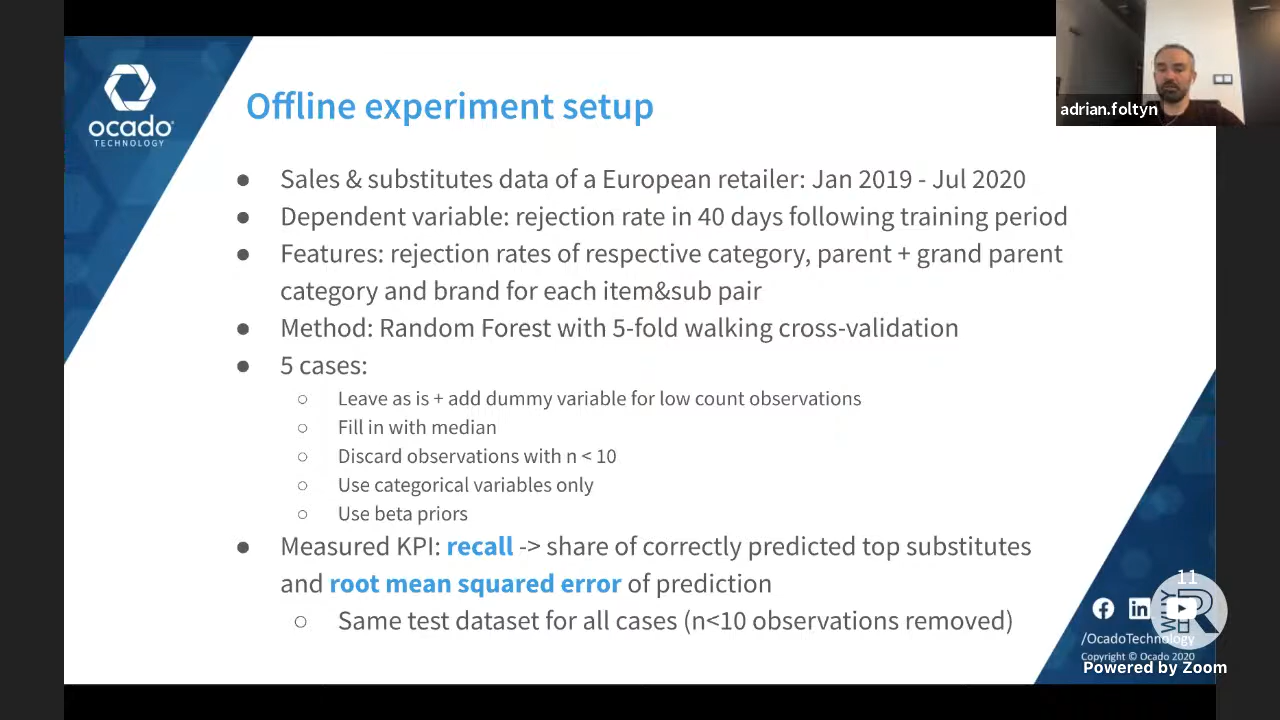 ocado
TECHNOLOGY
Offline experiment setup
adrian.foltyn
● Sales & substitutes data of a European retailer: Jan 2019 - Jul 2020
● Dependent variable: rejection rate in 40 days following training period
● Features: rejection rates of respective category, parent + grand parent
category and brand for each item&sub pair
● Method: Random Forest with 5-fold walking cross-validation
● 5 cases:
○ Leave as is + add dummy variable for low count observations
○ Fill in with median
○ Discard observations with n < 10
○ Use categorical variables only
○ Use beta priors
● Measured KPI: recall -> share of correctly predicted top substitutes
and root mean squared error of prediction
○ Same test dataset for all cases (n<10 observations removed)
11
WHY
R
/OcadoTechnology
Copyright © Ocado 2020
Powered by Zoom